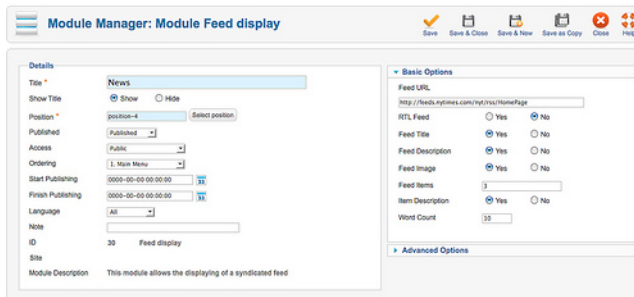 Module Manager: Module Feed display
Save Save & Close Save & New Save as Copy Close Help
Details
Title * News
Show Title Show Hide
Position * position-4 Select position
Published Published
Access Public
Ordering 1. Main Menu
Start Publishing 0000-00-00 00:00:00 23
Finish Publishing 0000-00-00 00:00:00 23
Language All
Note
ID 30 Feed display
Site
Module Description This module allows the displaying of a syndicated feed
Basic Options
Feed URL
http://feeds.nytimes.com/nyt/rss/HomePage
RTL Feed Yes No
Feed Title Yes No
Feed Description Yes No
Feed Image Yes No
Feed Items 3
Item Description Yes No
Word Count 10
Advanced Options